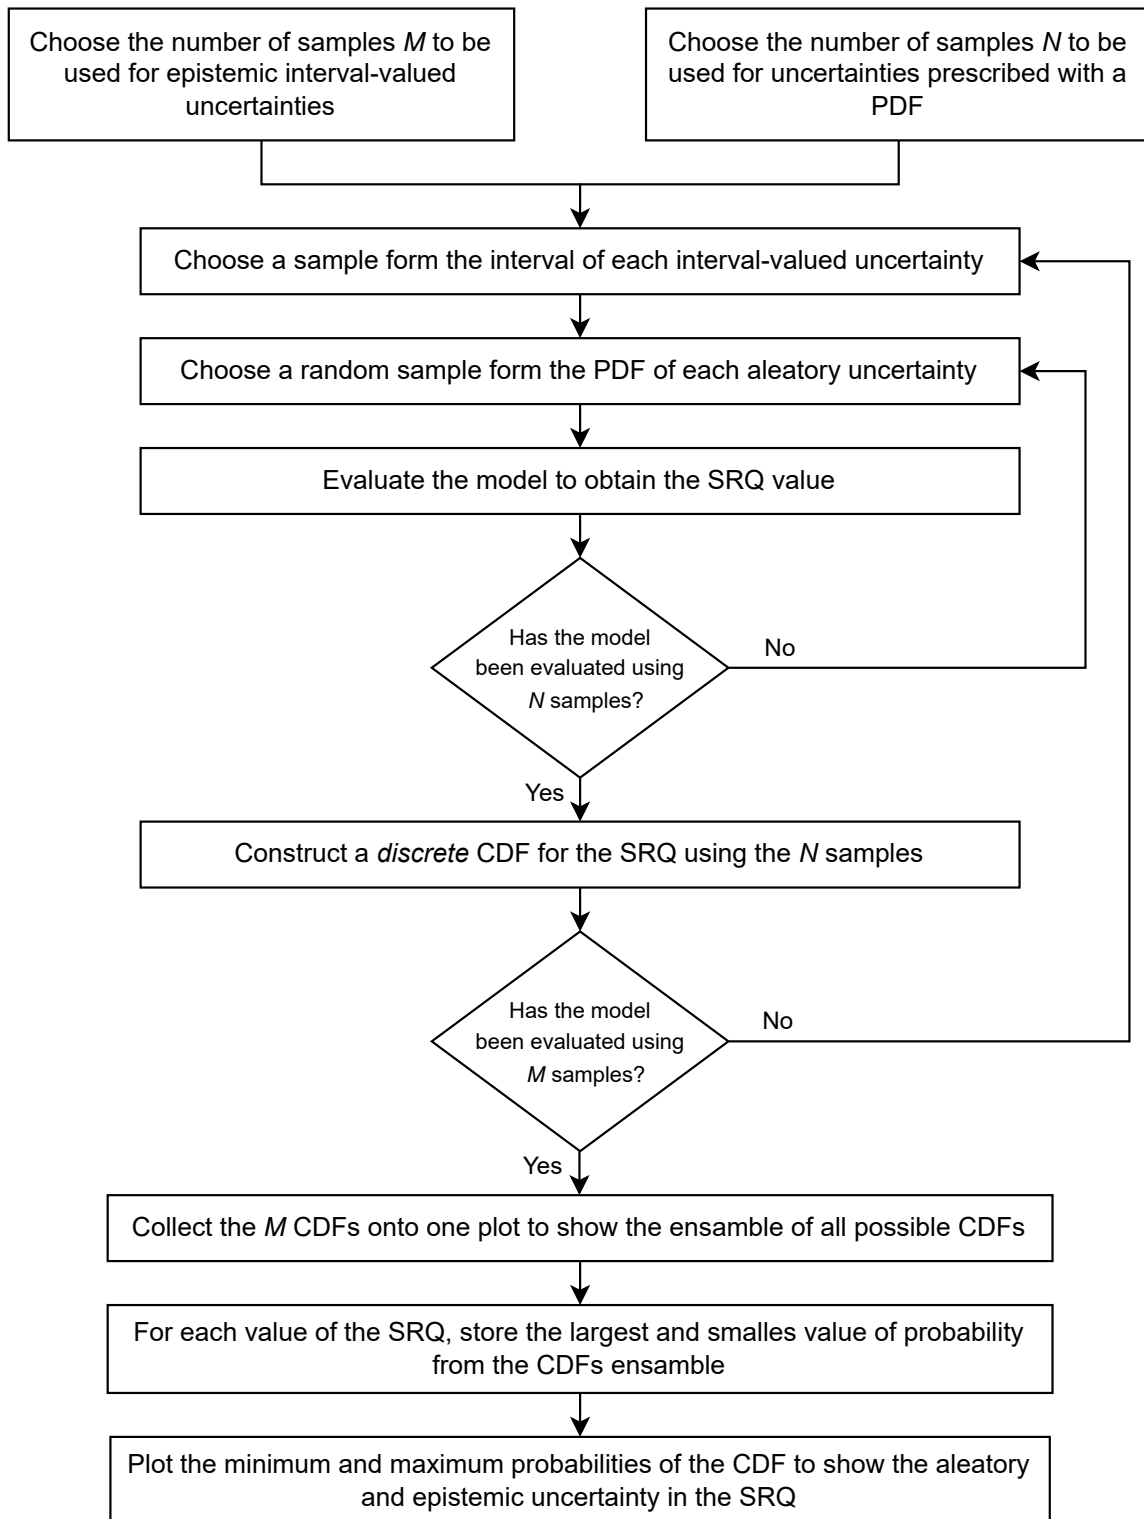 Choose the number of samples M to be
used for epistemic interval-valued
uncertainties
Choose the number of samples N to be
used for uncertainties prescribed with a
PDF
Choose a sample form the interval of each interval-valued uncertainty
Choose a random sample form the PDF of each aleatory uncertainty
Evaluate the model to obtain the SRQ value
Has the model
been evaluated using
N samples?
No
Yes
Construct a discrete CDF for the SRQ using the N samples
Has the model
been evaluated using
M samples?
No
Yes
Collect the M CDFs onto one plot to show the ensamble of all possible CDFs
For each value of the SRQ, store the largest and smalles value of probability
from the CDFs ensamble
Plot the minimum and maximum probabilities of the CDF to show the aleatory
and epistemic uncertainty in the SRQ